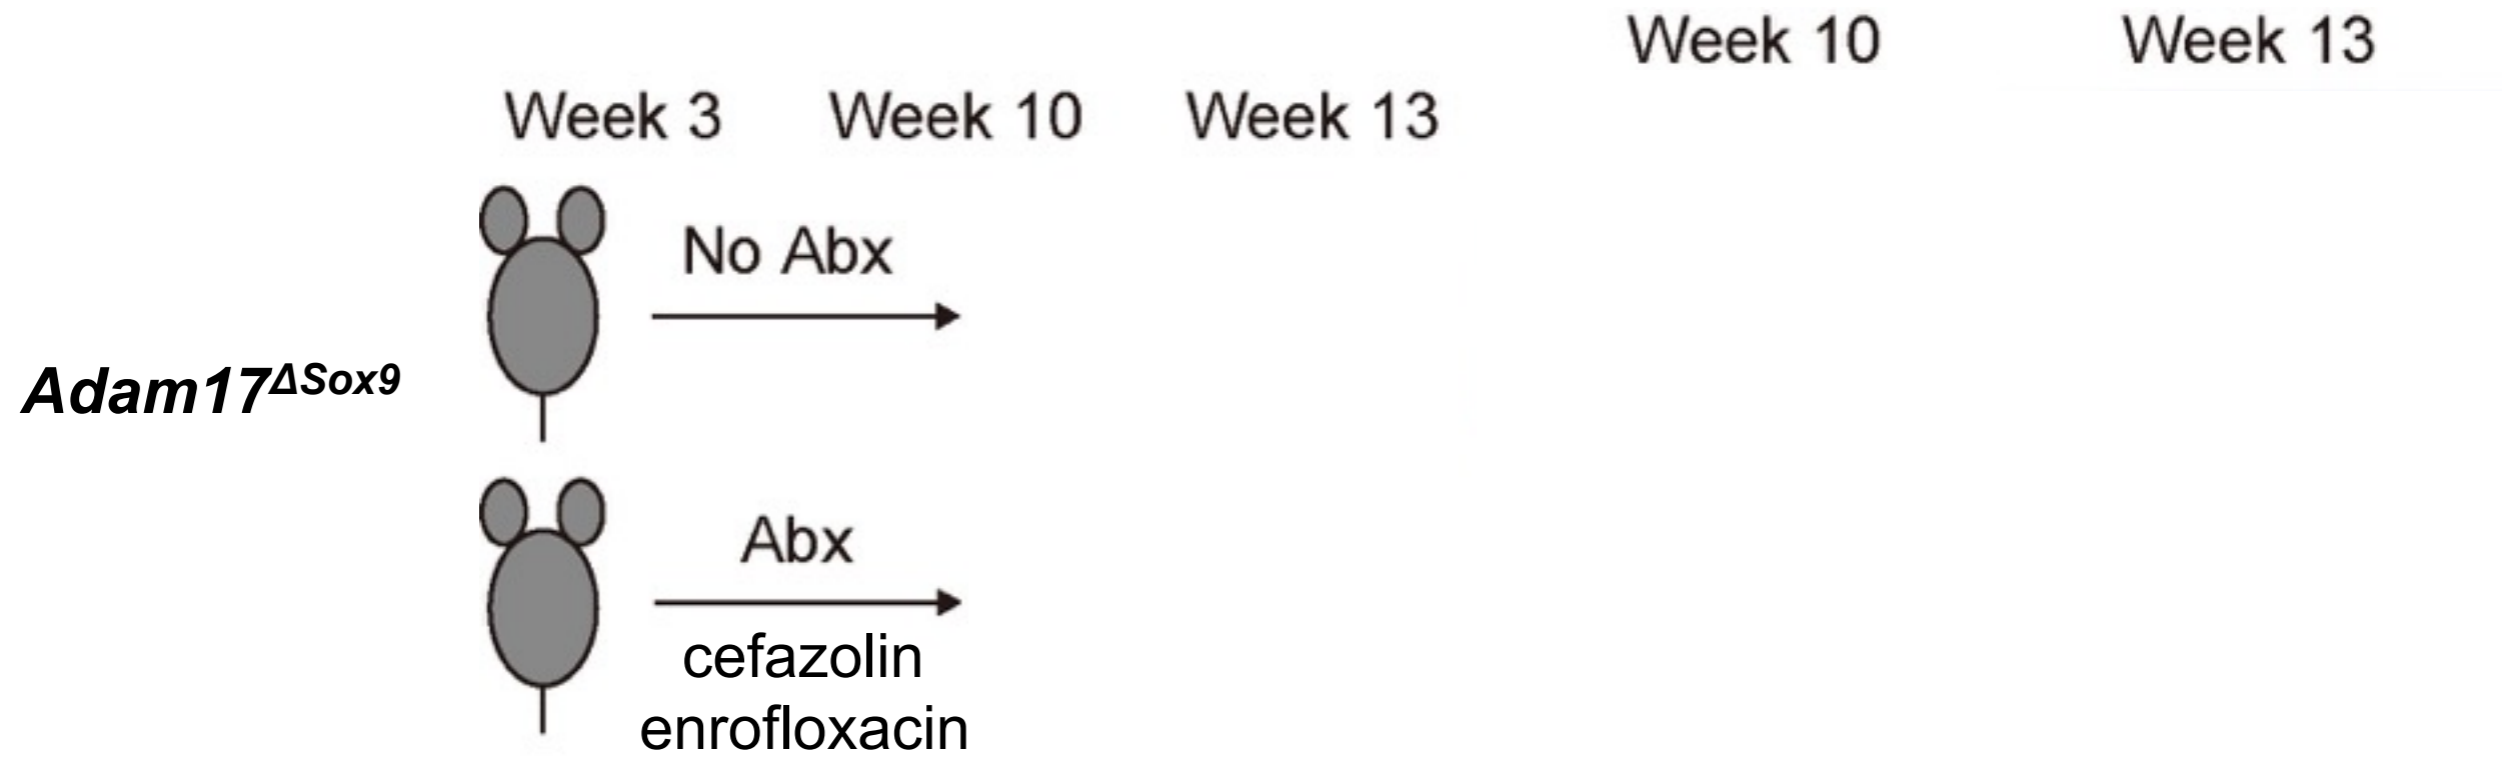 Week 10
Week 13
Week 3
Week 10
Week 13
No Abx
Adam17ΔSox9
Abx
cefazolin
enrofloxacin